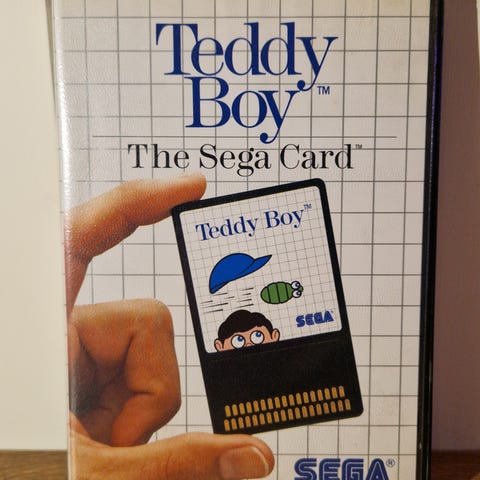 Teddy
Boy™
The Sega Card™
Teddy Boy™
SEGA
SEGA®